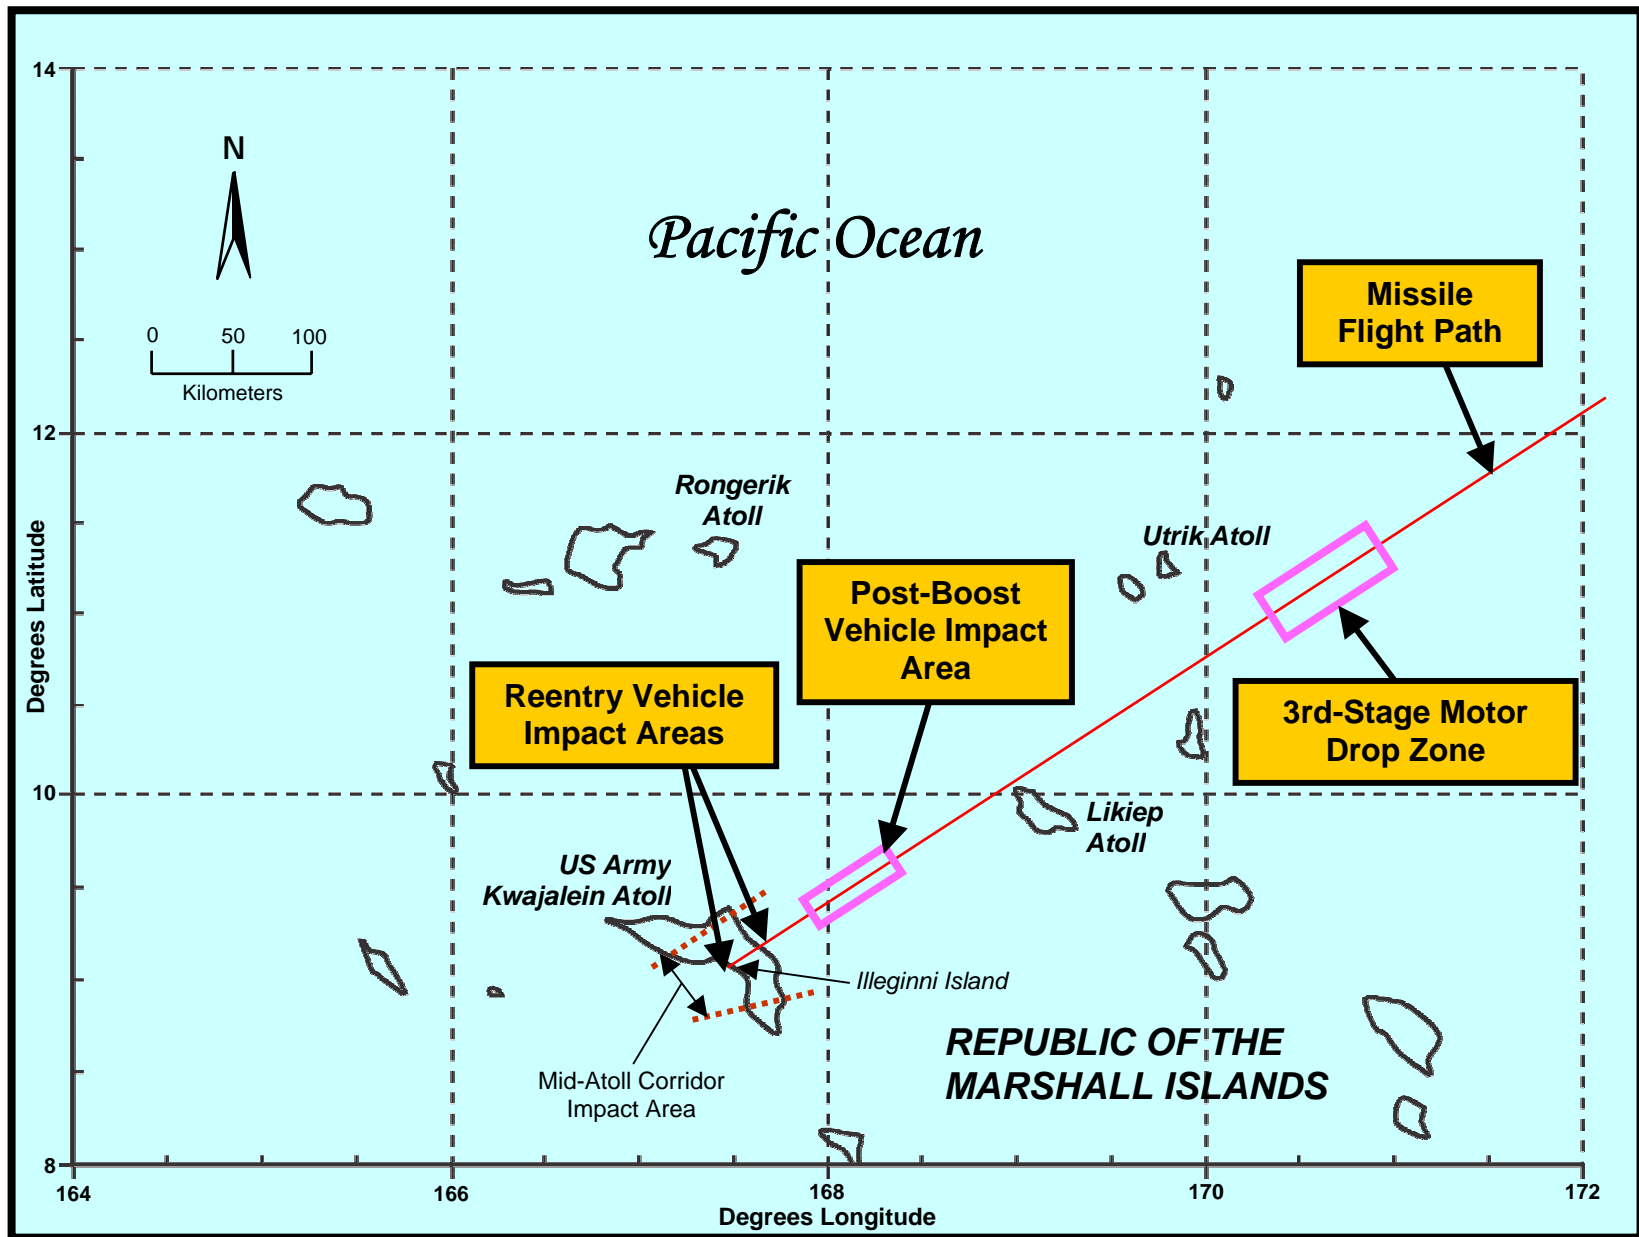 14
N
Pacific Ocean
Missile
Flight Path
0 50 100
Kilometers
12
Rongerik
Atoll
Utrik Atoll
Post-Boost
Vehicle Impact
Area
Degrees Latitude
Reentry Vehicle
Impact Areas
3rd-Stage Motor
Drop Zone
10
Likiep
Atoll
US Army
Kwajalein Atoll
Illeginni Island
REPUBLIC OF THE
MARSHALL ISLANDS
Mid-Atoll Corridor
Impact Area
8
164 166 168 170 172
Degrees Longitude